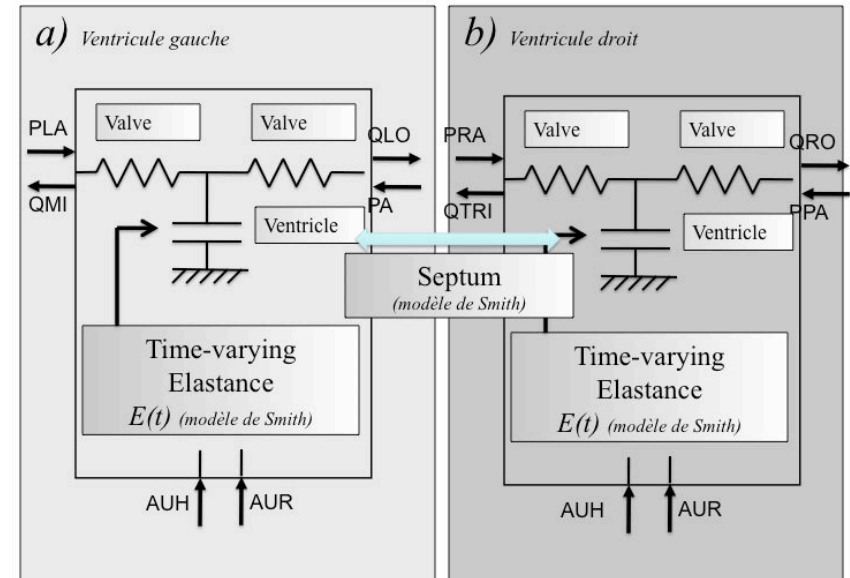 a) Ventricule gauche
Valve
Valve
PLA
QLO
QMI
PA
Ventricle
Time-varying
Elastance
E(t) (modèle de Smith)
AUH
AUR
Septum
(modèle de Smith)
b) Ventricule droit
Valve
Valve
PRA
QRO
QTRI
PPA
Ventricle
Time-varying
Elastance
E(t) (modèle de Smith)
AUH
AUR